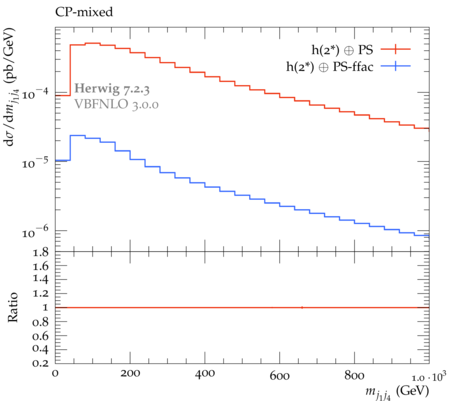 CP-mixed
h(2*) ⊕ PS
h(2*) ⊕ PS-ffac
Herwig 7.2.3
VBFNLO 3.0.0
dσ/dm_{j₁j₄} (pb/GeV)
10⁻⁴
10⁻⁵
10⁻⁶
Ratio
1.8
1.6
1.4
1.2
1
0.8
0.6
0.4
0.2
0 200 400 600 800 1.0 · 10³
m_{j₁j₄} (GeV)